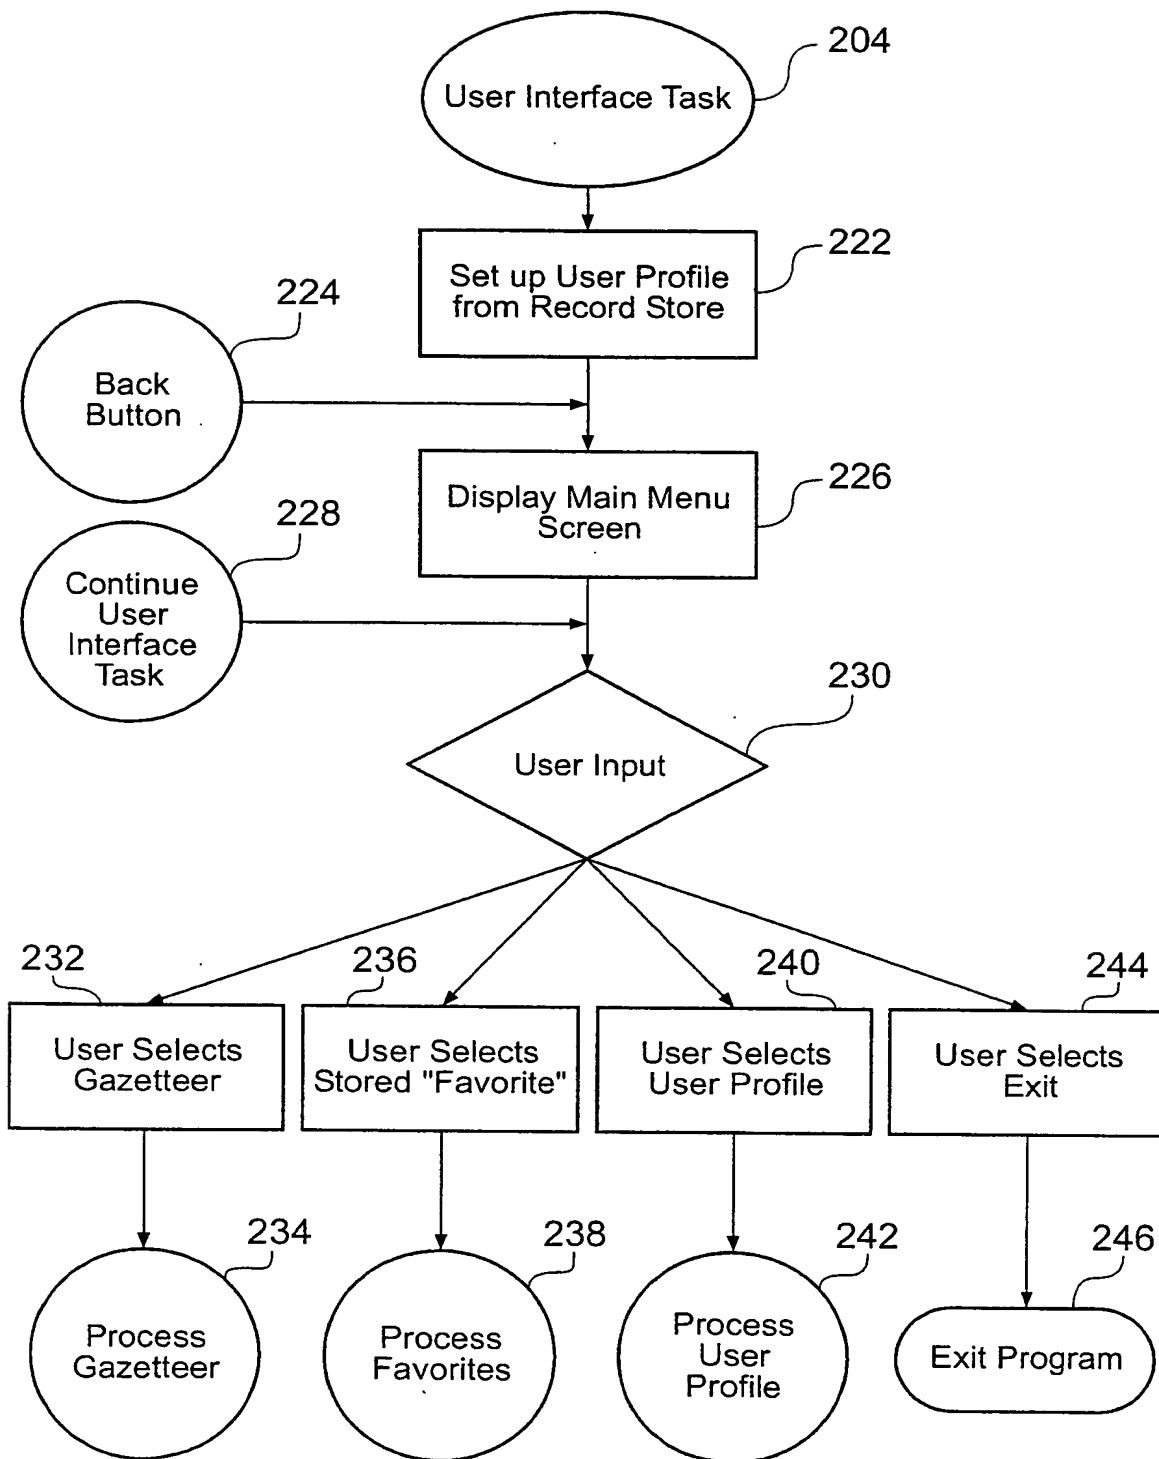 204
User Interface Task
222
Set up User Profile
from Record Store
224
Back
Button
226
Display Main Menu
Screen
228
Continue
User
Interface
Task
230
User Input
232
236
240
244
User Selects
Gazetteer
User Selects
Stored "Favorite"
User Selects
User Profile
User Selects
Exit
234
238
242
246
Process
Gazetteer
Process
Favorites
Process
User
Profile
Exit Program